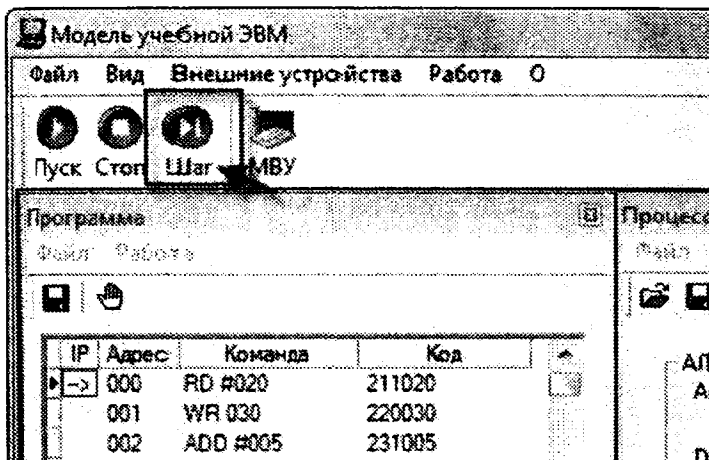 Модель учебной ЭВМ
Файл Вид Внешние устройства Работа О
Пуск Стоп Шаг МВУ
Программа
Файл Работа
IP Адрес Команда Код
--> 000 RD #020 211020
001 WR 030 220030
002 ADD #005 231005
Процесс
Файл